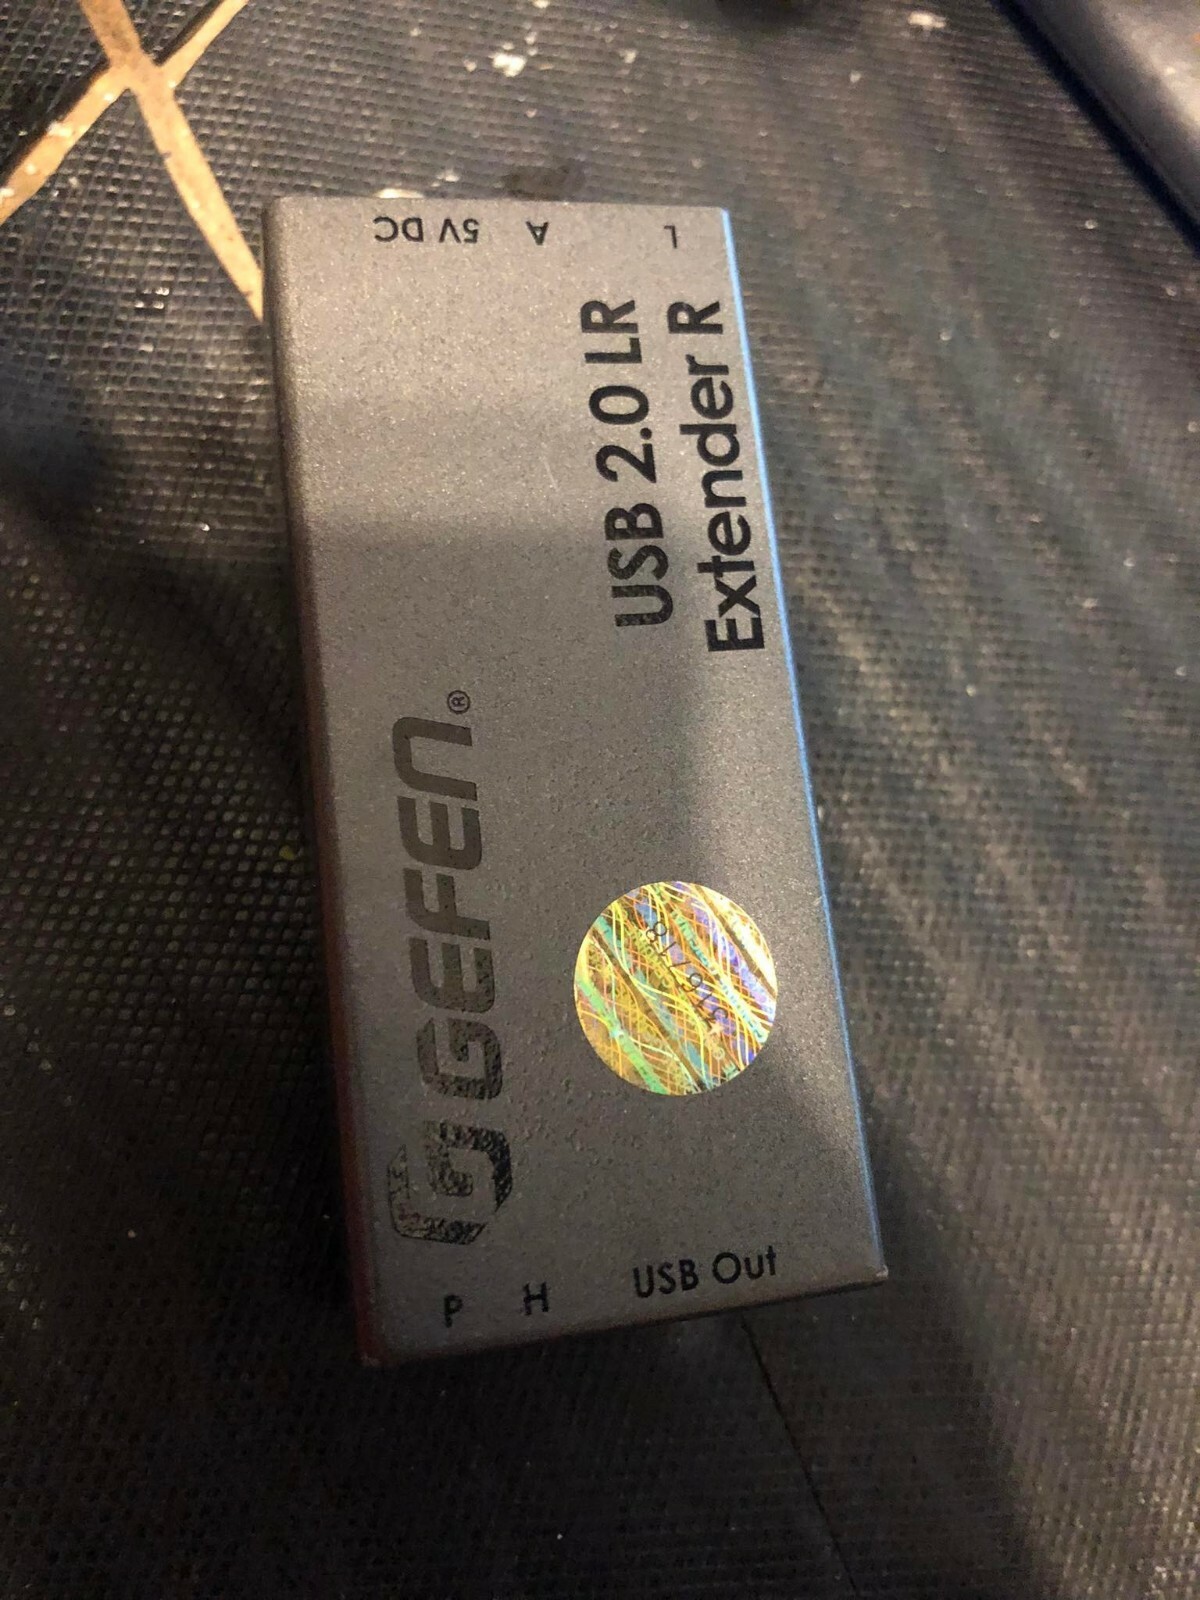 5V DC
A
L
USB 2.0 LR
Extender R
GEFEN®
P
H
USB Out